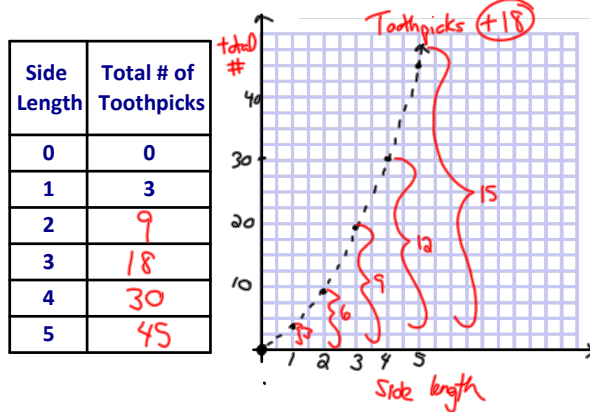 Side Length
Total # of Toothpicks
0 0
1 3
2 9
3 18
4 30
5 45
Toothpicks +18
total #
40
30
20
10
3
6
9
12
15
1 2 3 4 5
Side length